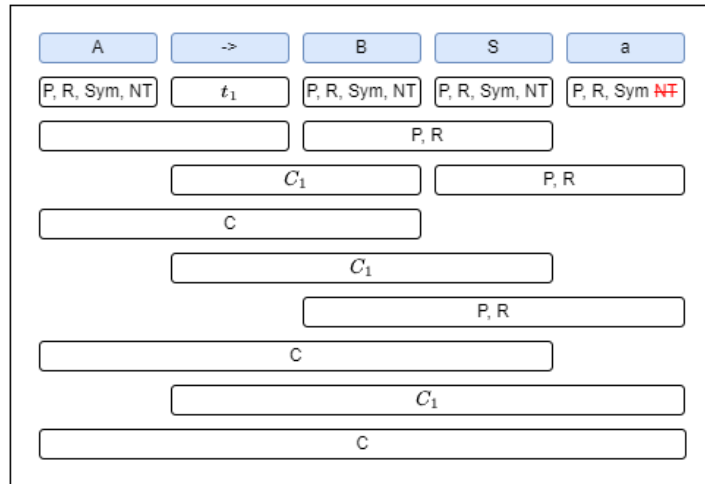 A -> B S a
P, R, Sym, NT t₁ P, R, Sym, NT P, R, Sym, NT P, R, Sym NT
P, R
C₁ P, R
C
C₁
P, R
C
C₁
C